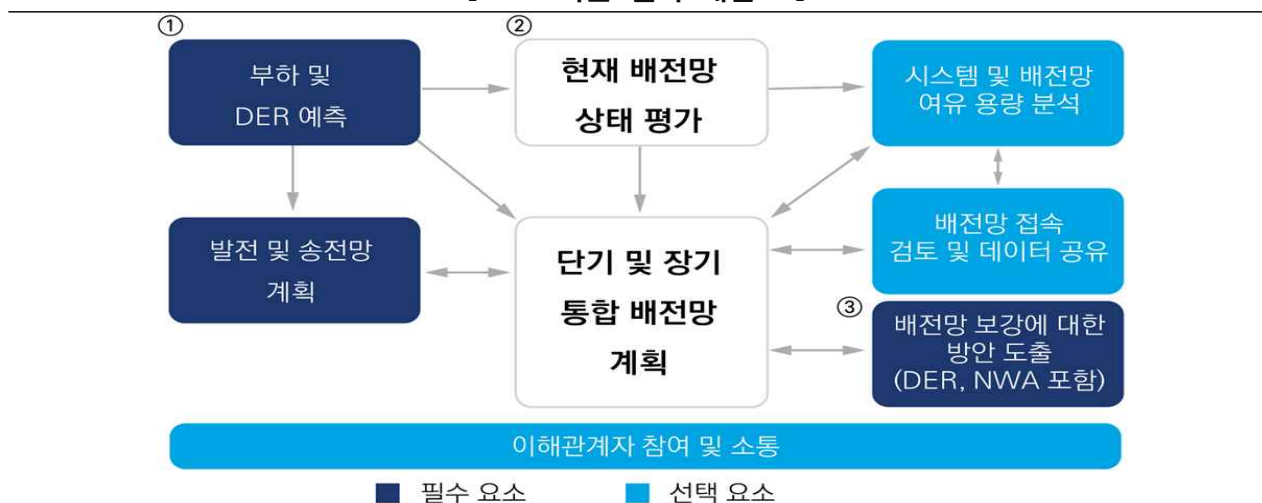 ①
부하 및
DER 예측
②
현재 배전망
상태 평가
시스템 및 배전망
여유 용량 분석
발전 및 송전망
계획
단기 및 장기
통합 배전망
계획
배전망 접속
검토 및 데이터 공유
③
배전망 보강에 대한
방안 도출
(DER, NWA 포함)
이해관계자 참여 및 소통
필수 요소
선택 요소